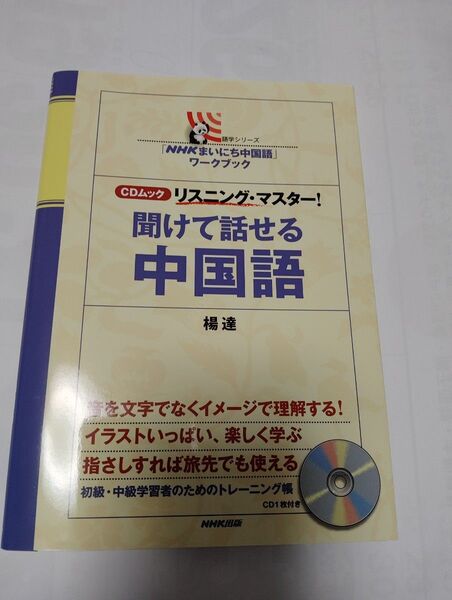 語学シリーズ
「NHKまいにち中国語」
ワークブック
CDムック リスニング・マスター!
聞けて話せる
中国語
楊達
音を文字でなくイメージで理解する!
イラストいっぱい、楽しく学ぶ
指さしすれば旅先でも使える
初級・中級学習者のためのトレーニング帳
CD1枚付き
NHK出版